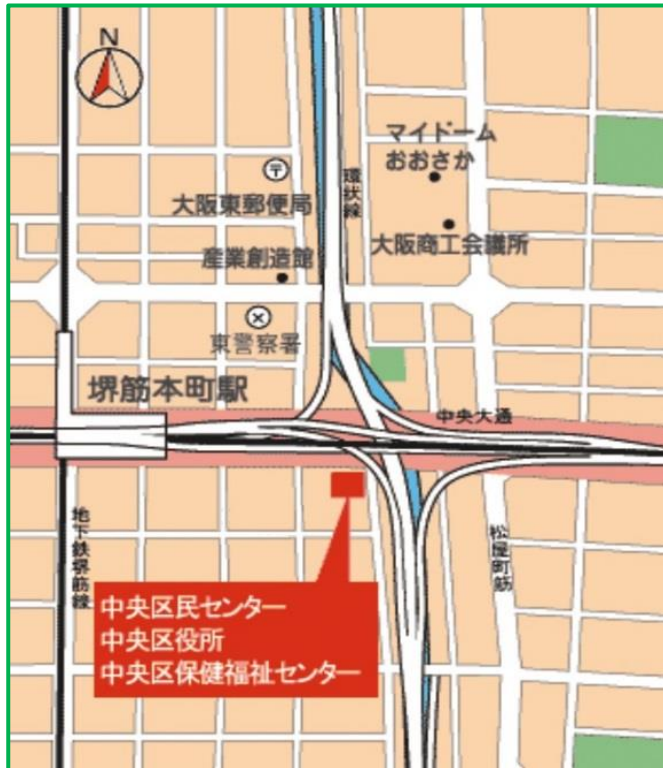 N
マイドーム
おおさか
〒
環状線
大阪東郵便局
大阪商工会議所
産業創造館
東警察署
堺筋本町駅
中央大通
地下鉄堺筋線
松屋町筋
中央区民センター
中央区役所
中央区保健福祉センター